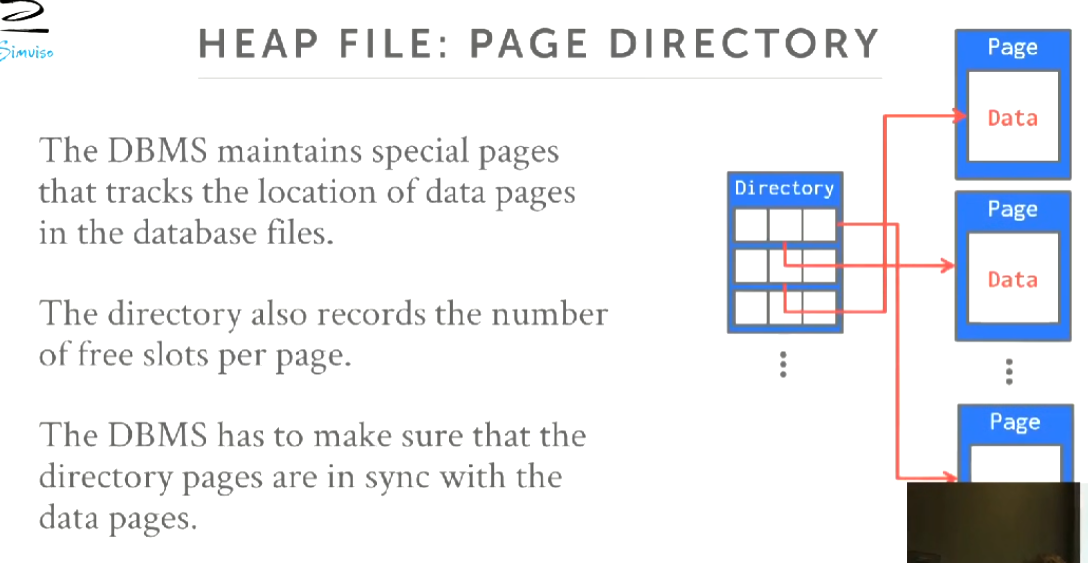 Simviso
HEAP FILE: PAGE DIRECTORY
The DBMS maintains special pages
that tracks the location of data pages
in the database files.
The directory also records the number
of free slots per page.
The DBMS has to make sure that the
directory pages are in sync with the
data pages.
Directory
Page
Data
Page
Data
Page